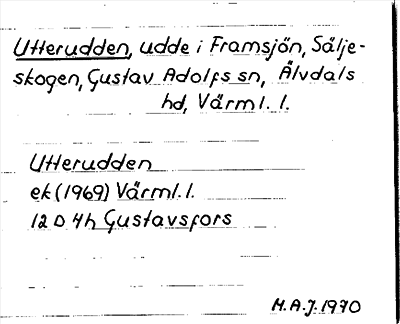 Utterudden, udde i Framsjön, Sälje-
skogen, Gustav Adolfs sn, Älvdals
hd, Värml. l.
Utterudden
ek (1969) Värml. l.
12 D 4h Gustavsfors
M.A.J. 1970